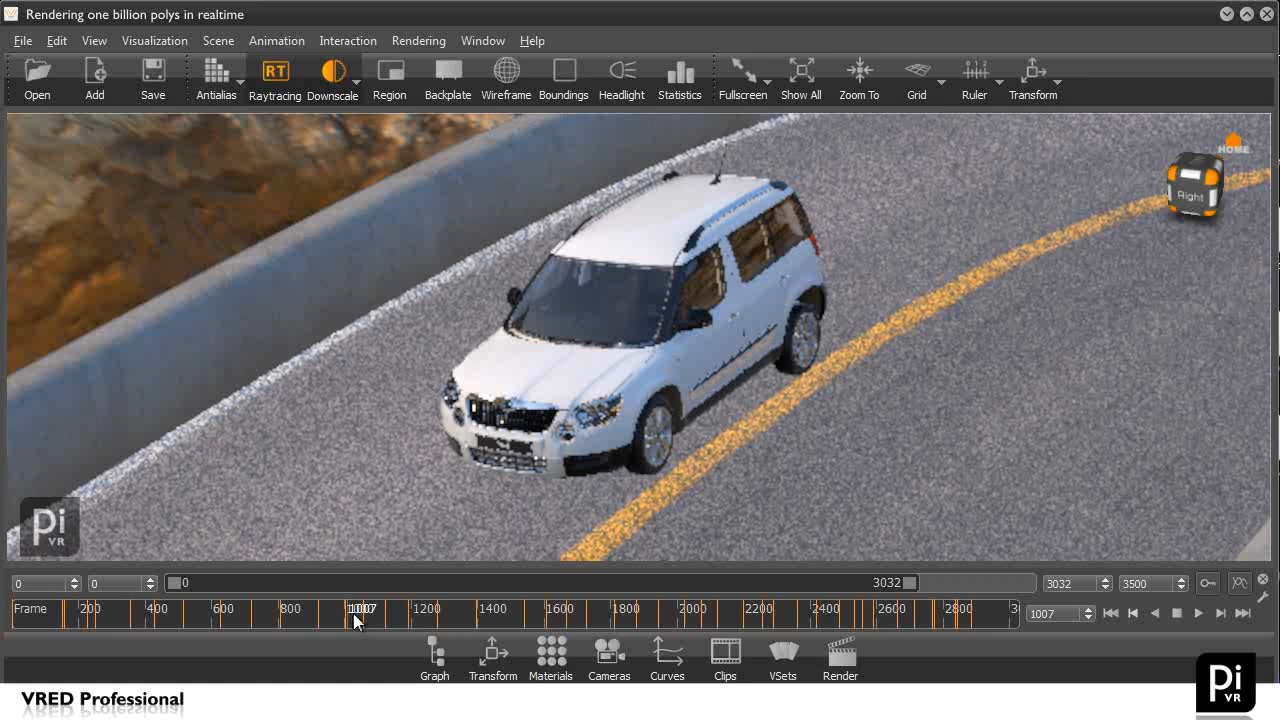 Rendering one billion polys in realtime
File Edit View Visualization Scene Animation Interaction Rendering Window Help
RT
Open Add Save Antialias Raytracing Downscale Region Backplate Wireframe Boundings Headlight Statistics Fullscreen Show All Zoom To Grid Ruler Transform
HOME
Right
Pi
VR
0 0 0 3032 3032 3500
Frame 200 400 600 800 1007 1200 1400 1600 1800 2000 2200 2400 2600 2800 1007
Graph Transform Materials Cameras Curves Clips VSets Render
VRED Professional
Pi
VR